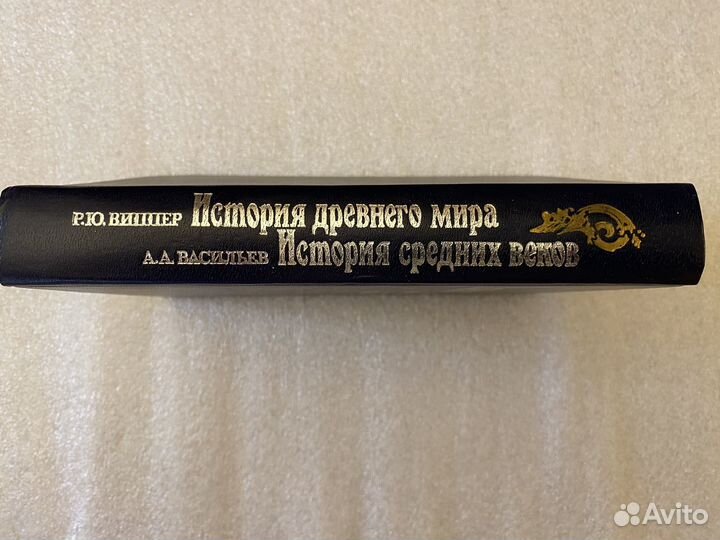 Р.Ю. ВИППЕР История древнего мира
А.А. ВАСИЛЬЕВ История средних веков
Avito